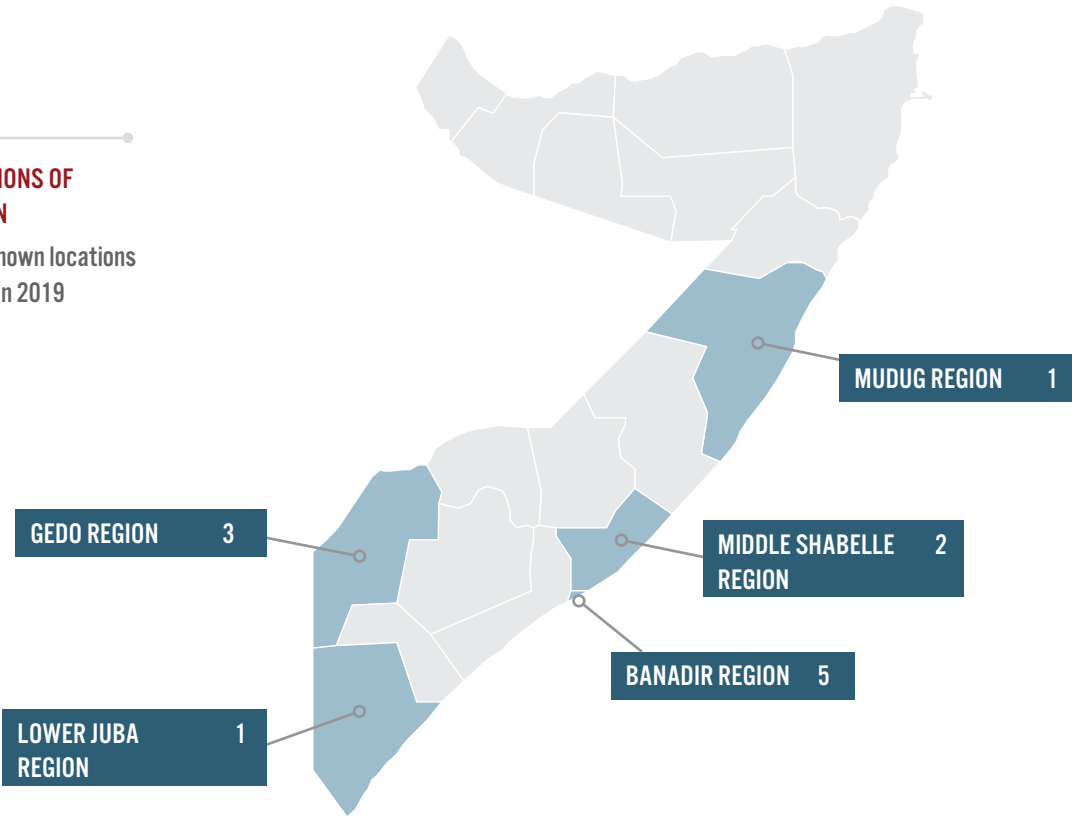 IONS OF
N
nown locations
n 2019
MUDUG REGION 1
GEDO REGION 3
MIDDLE SHABELLE 2
REGION
BANADIR REGION 5
LOWER JUBA 1
REGION